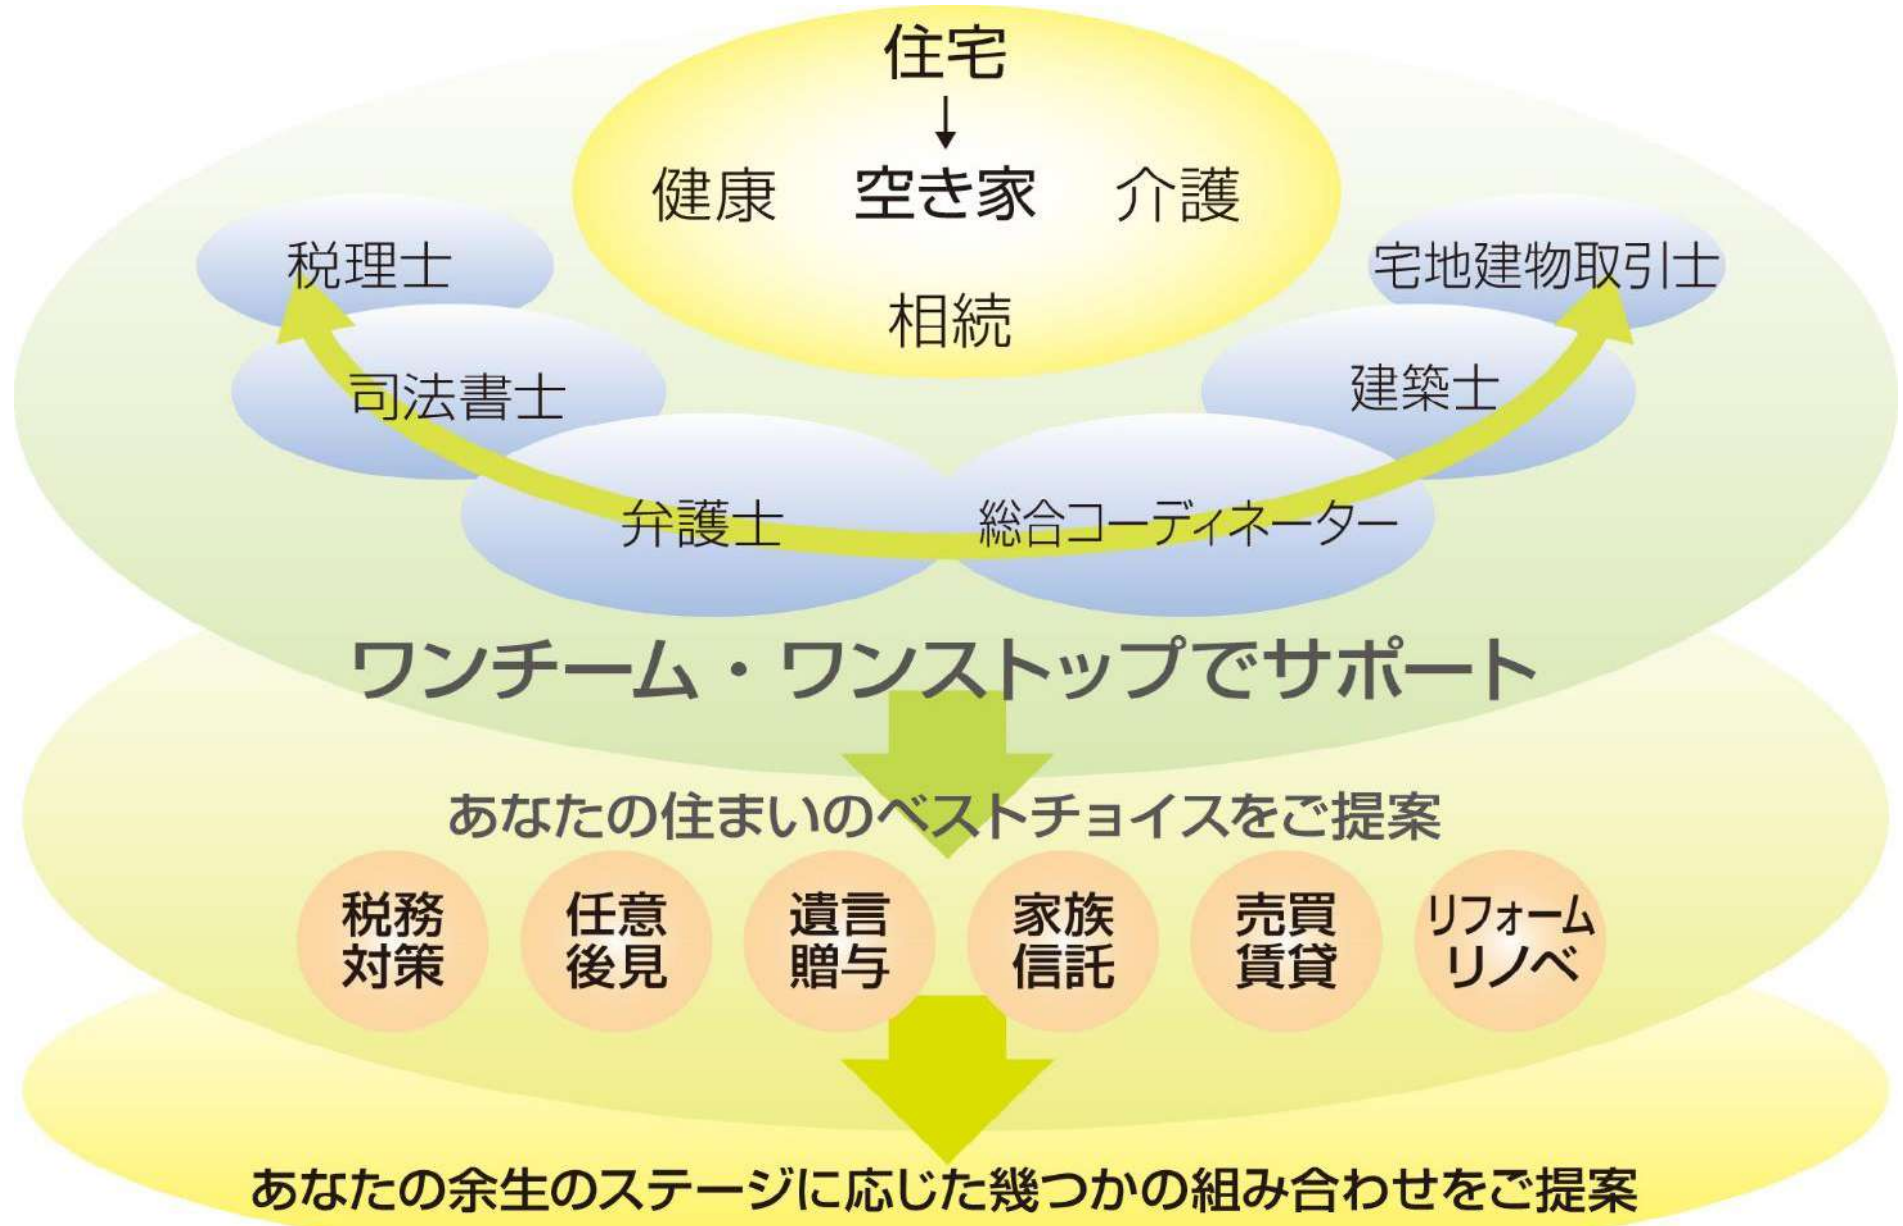 住宅
↓
健康 空き家 介護
相続
税理士
司法書士
弁護士
総合コーディネーター
建築士
宅地建物取引士
ワンチーム・ワンストップでサポート
あなたの住まいのベストチョイスをご提案
税務
対策
任意
後見
遺言
贈与
家族
信託
売買
賃貸
リフォーム
リノベ
あなたの余生のステージに応じた幾つかの組み合わせをご提案